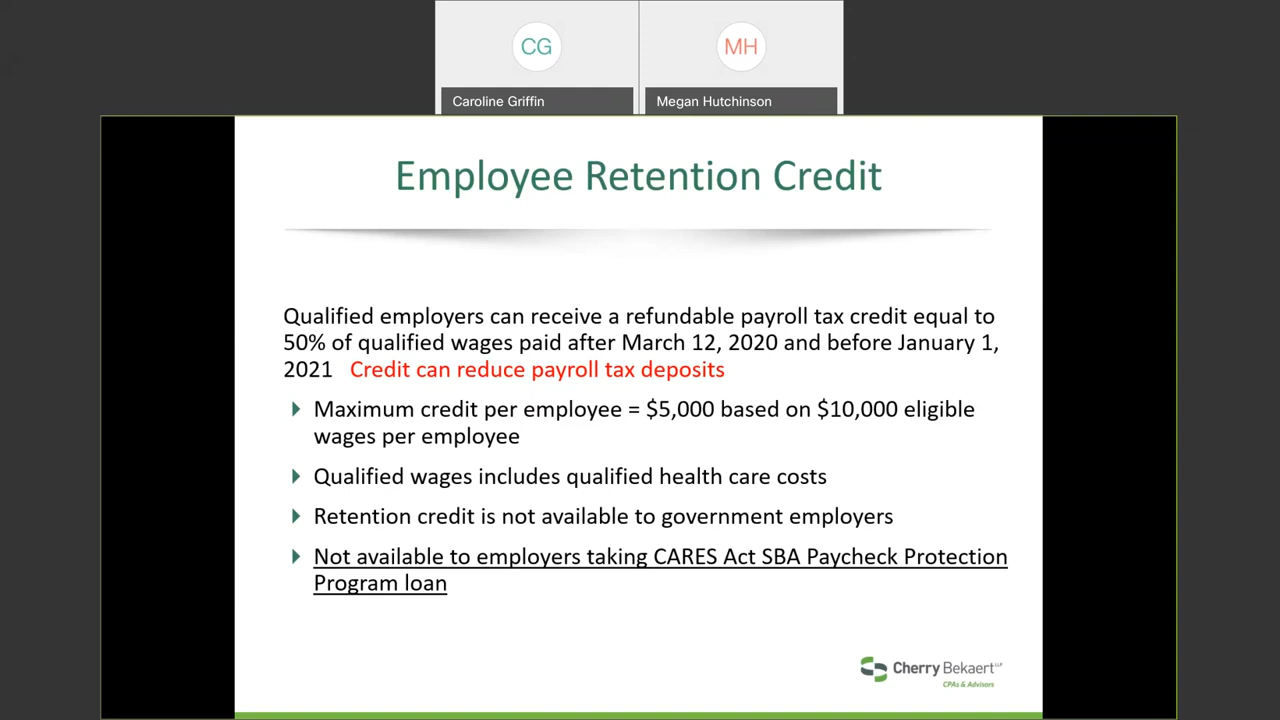 CG
MH
Caroline Griffin
Megan Hutchinson
Employee Retention Credit
Qualified employers can receive a refundable payroll tax credit equal to
50% of qualified wages paid after March 12, 2020 and before January 1,
2021 Credit can reduce payroll tax deposits
Maximum credit per employee = $5,000 based on $10,000 eligible
wages per employee
Qualified wages includes qualified health care costs
Retention credit is not available to government employers
Not available to employers taking CARES Act SBA Paycheck Protection
Program loan
Cherry Bekaert LLP
CPAs & Advisors